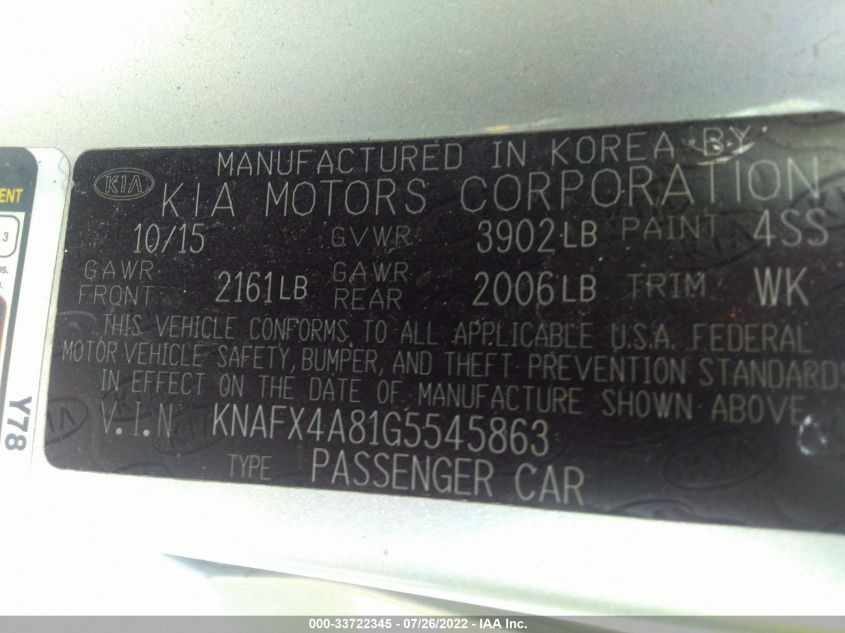 MANUFACTURED IN KOREA BY
KIA KIA MOTORS CORPORATION
10/15 GVWR 3902LB PAINT 4SS
GAWR FRONT 2161LB GAWR REAR 2006LB TRIM WK
THIS VEHICLE CONFORMS TO ALL APPLICABLE U.S.A. FEDERAL
MOTOR VEHICLE SAFETY, BUMPER, AND THEFT PREVENTION STANDARDS
IN EFFECT ON THE DATE OF MANUFACTURE SHOWN ABOVE
V.I.N KNAFX4A81G5545863
TYPE PASSENGER CAR
3
Y78
000-33722345 - 07/26/2022 - IAA Inc.